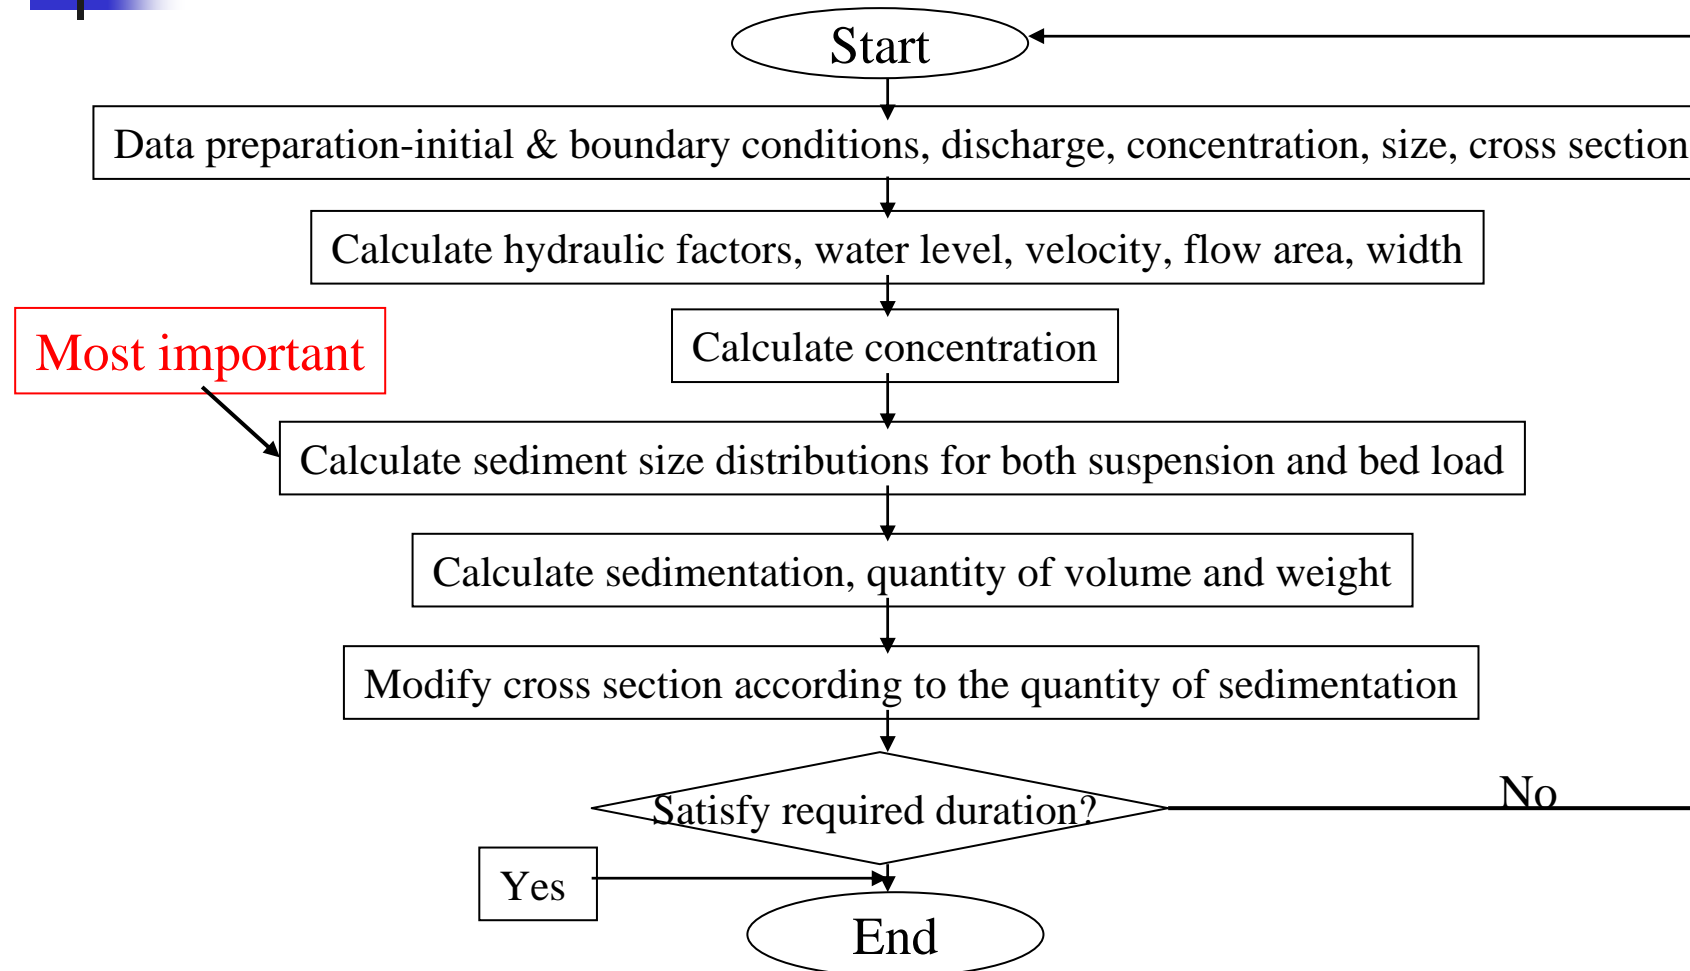 Start
Data preparation-initial & boundary conditions, discharge, concentration, size, cross section
Calculate hydraulic factors, water level, velocity, flow area, width
Most important
Calculate concentration
Calculate sediment size distributions for both suspension and bed load
Calculate sedimentation, quantity of volume and weight
Modify cross section according to the quantity of sedimentation
Satisfy required duration?
No
Yes
End